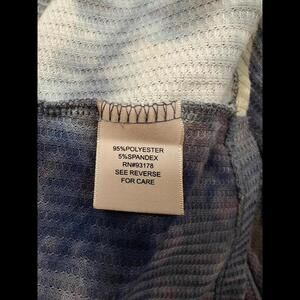 95%POLYESTER
5%SPANDEX
RN#93178
SEE REVERSE
FOR CARE